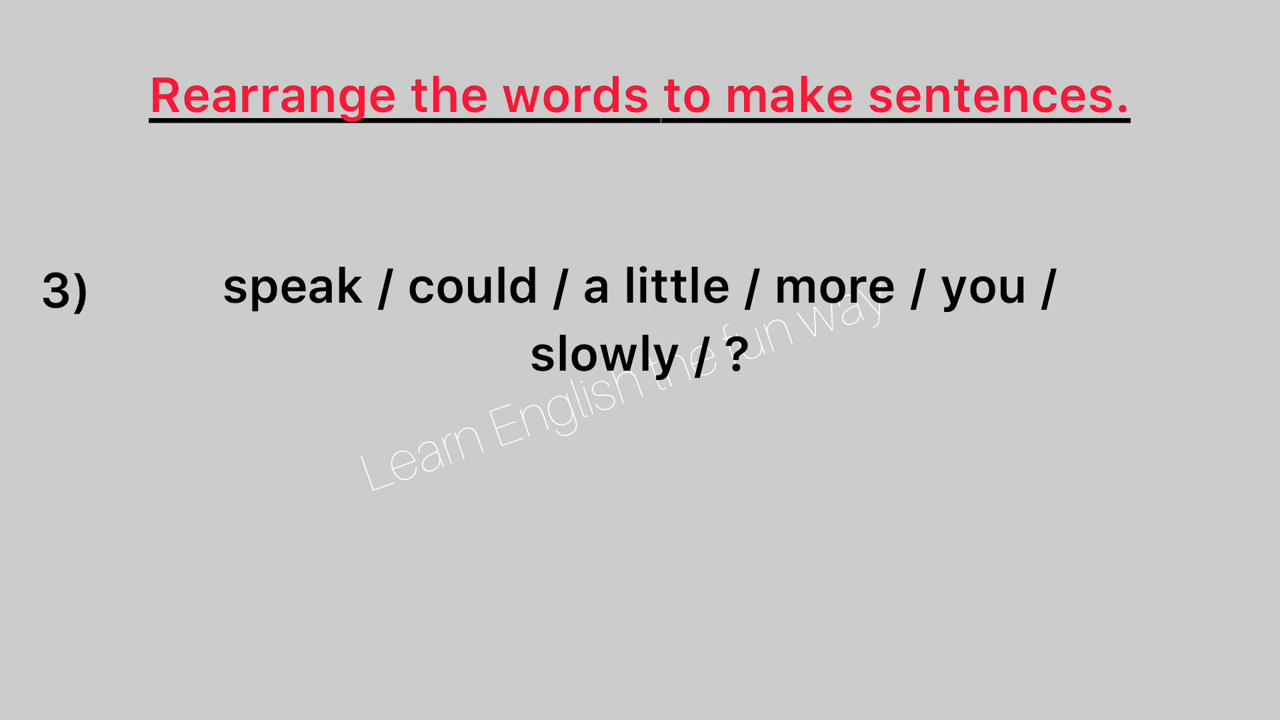 Rearrange the words to make sentences.
3) speak / could / a little / more / you /
slowly / ?
Learn English the fun way